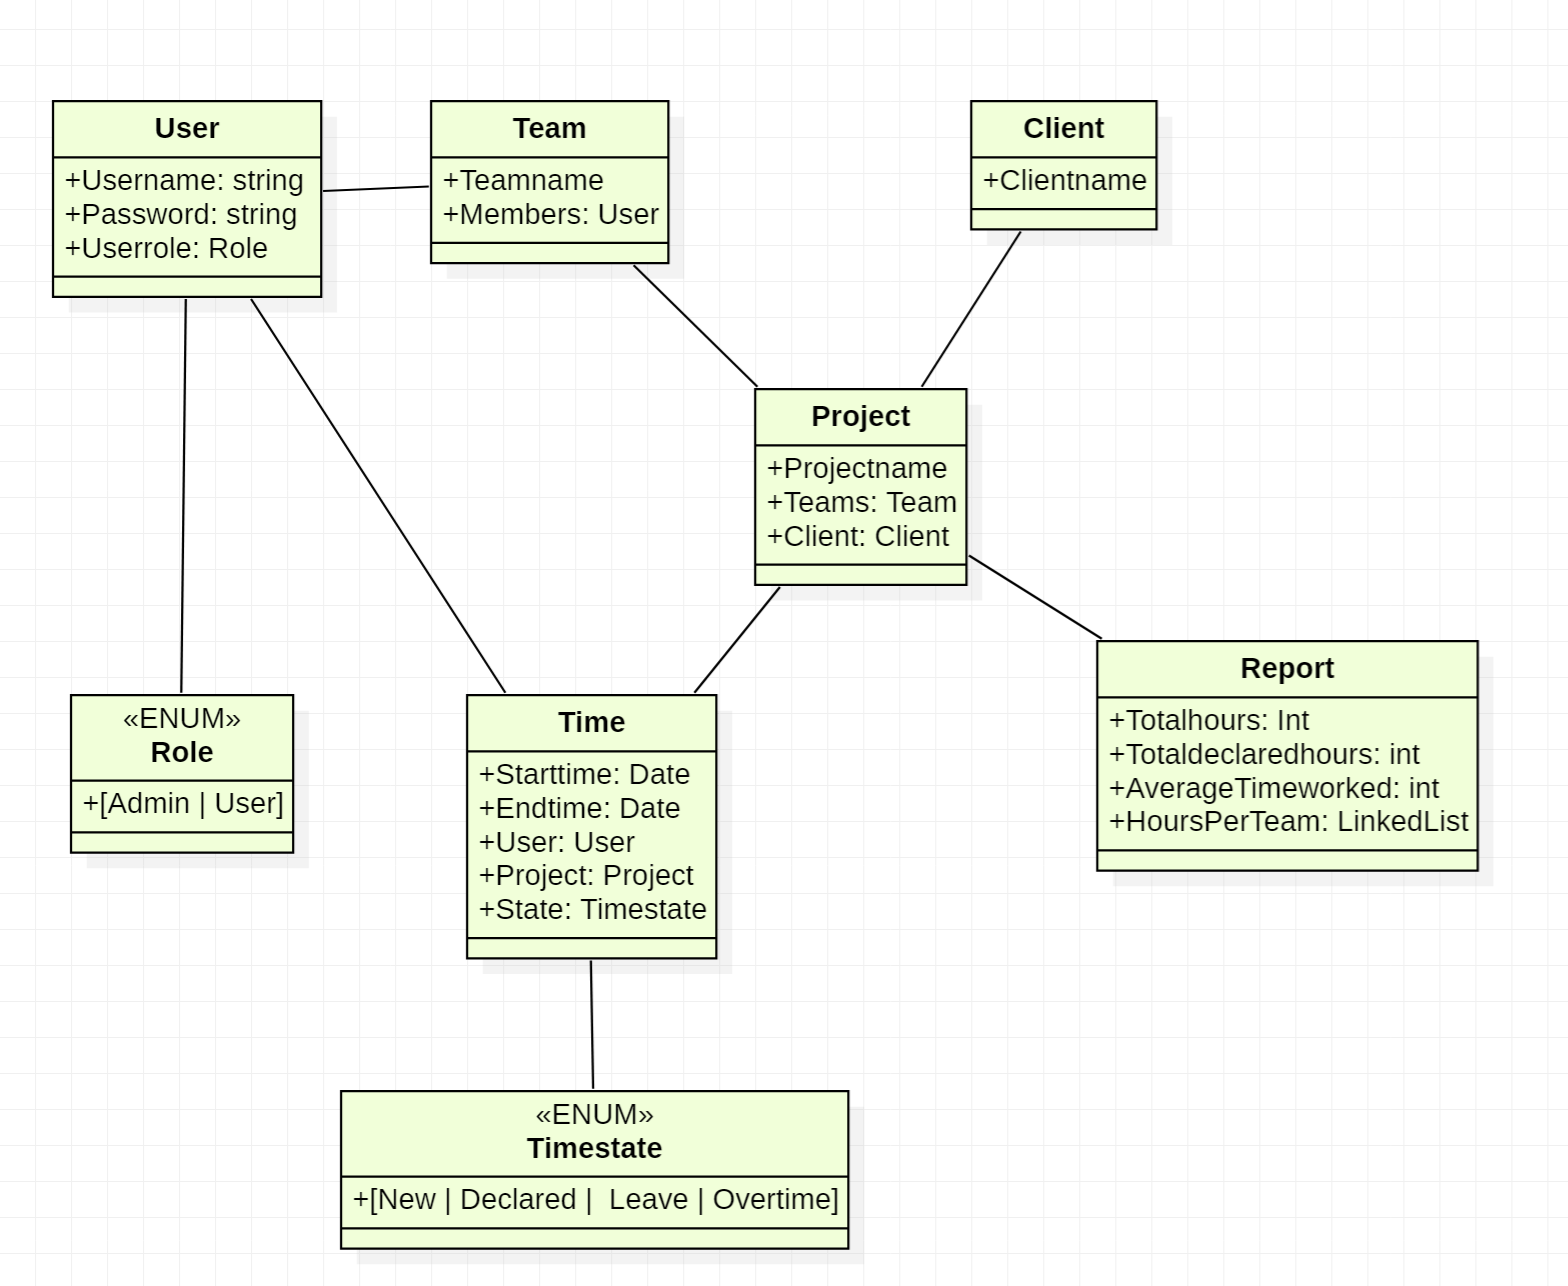 User
+Username: string
+Password: string
+Userrole: Role
Team
+Teamname
+Members: User
Client
+Clientname
Project
+Projectname
+Teams: Team
+Client: Client
Report
+Totalhours: Int
+Totaldeclaredhours: int
+AverageTimeworked: int
+HoursPerTeam: LinkedList
«ENUM»
Role
+[Admin | User]
Time
+Starttime: Date
+Endtime: Date
+User: User
+Project: Project
+State: Timestate
«ENUM»
Timestate
+[New | Declared |  Leave | Overtime]